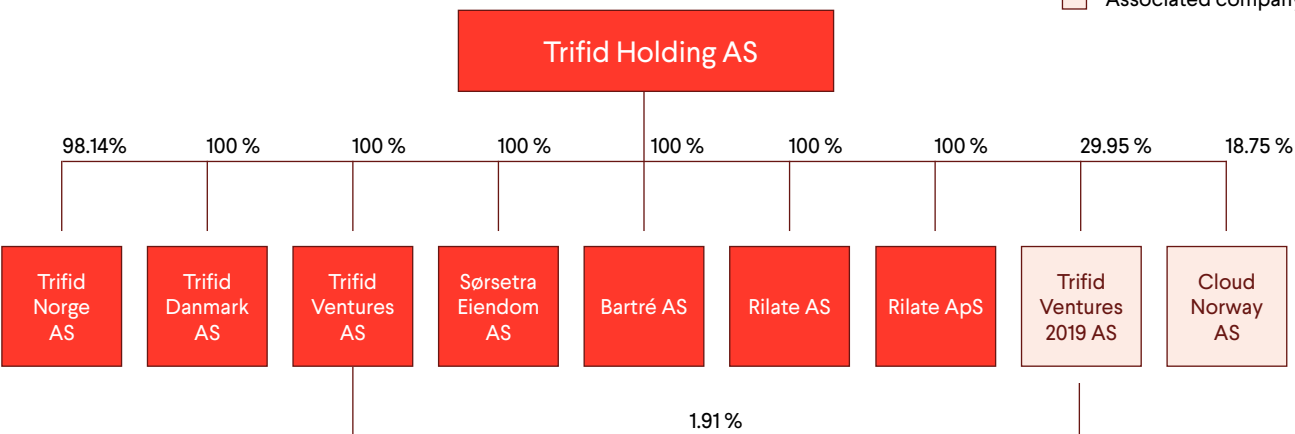 Associated company
Trifid Holding AS
98.14%
100 %
100 %
100 %
100 %
100 %
100 %
29.95 %
18.75 %
Trifid
Norge
AS
Trifid
Danmark
AS
Trifid
Ventures
AS
Sørsetra
Eiendom
AS
Bartré AS
Rilate AS
Rilate ApS
Trifid
Ventures
2019 AS
Cloud
Norway
AS
1.91 %